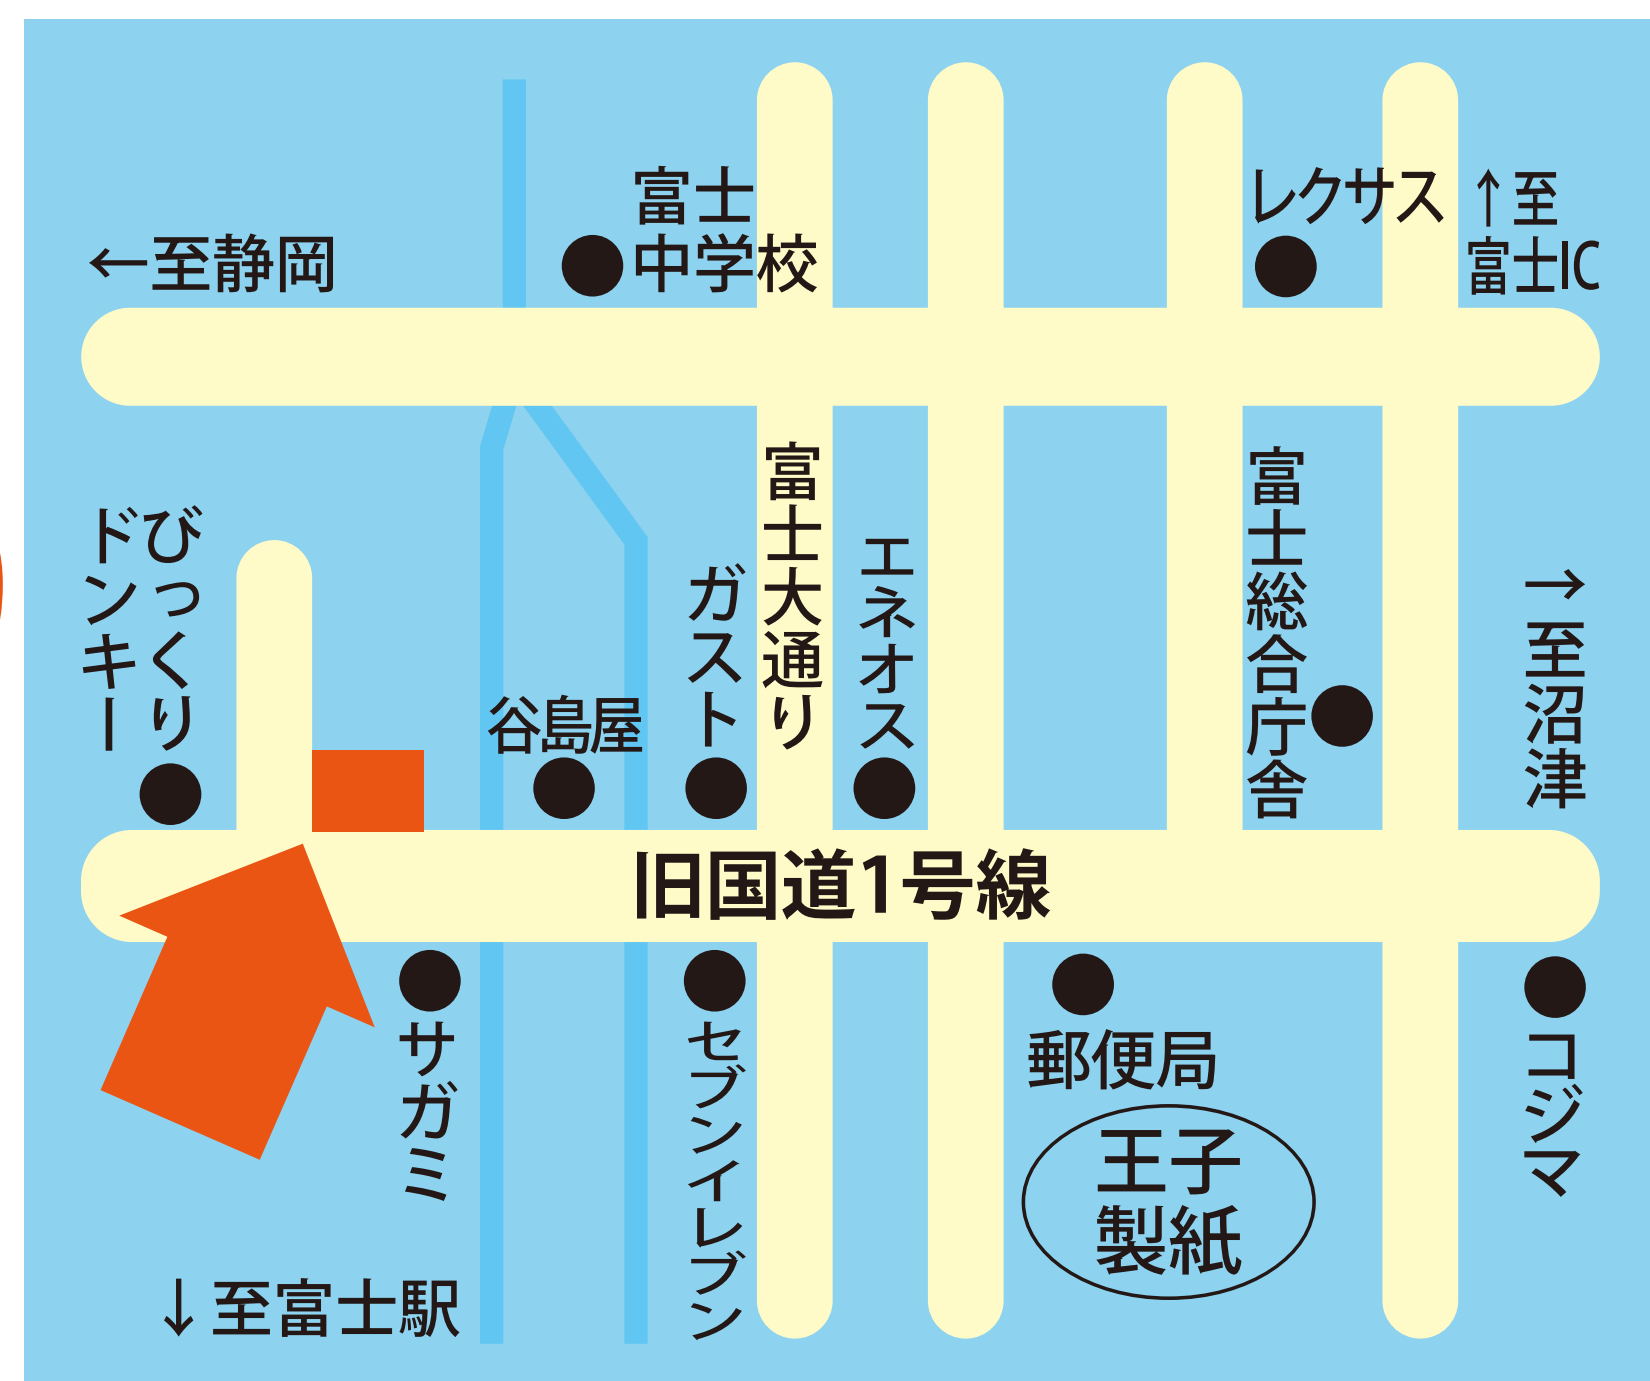 ←至静岡
富士
中学校
レクサス
↑至
富士IC
びっくり
ドンキー
谷島屋
ガスト
富士大通り
エネオス
富士総合庁舎
→至沼津
旧国道1号線
サガミ
セブンイレブン
郵便局
王子
製紙
コジマ
↓至富士駅